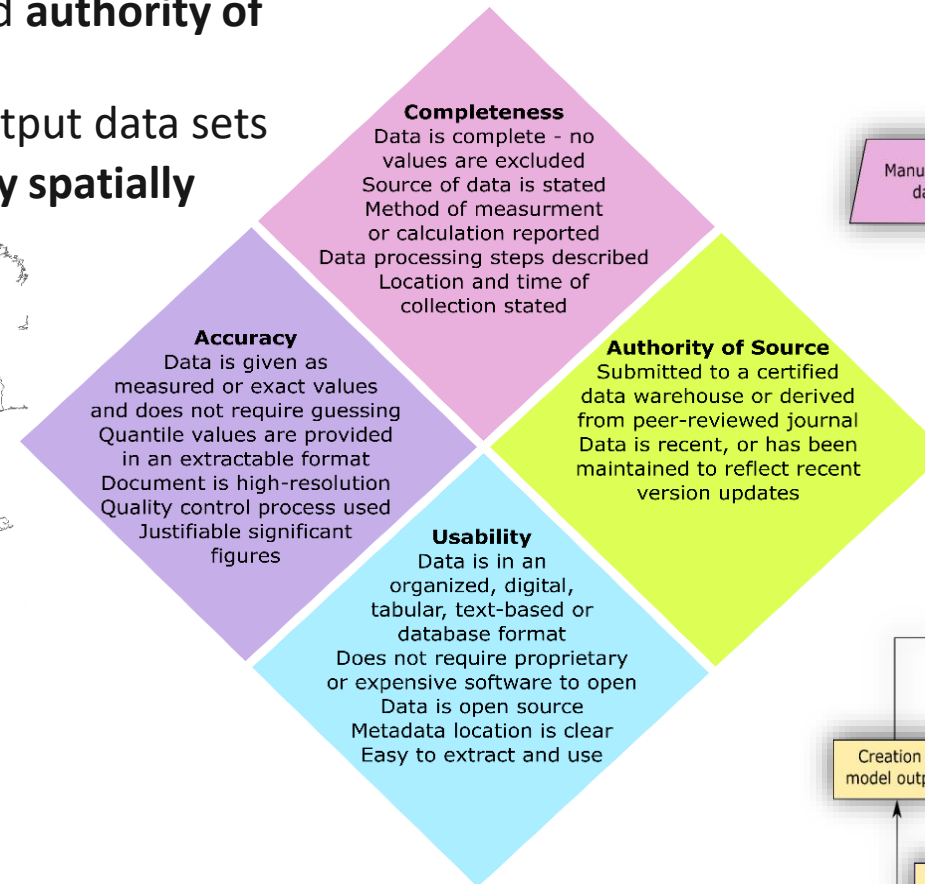 d authority of
tput data sets
y spatially
Completeness
Data is complete - no
values are excluded
Source of data is stated
Method of measurment
or calculation reported
Data processing steps described
Location and time of
collection stated
Accuracy
Data is given as
measured or exact values
and does not require guessing
Quantile values are provided
in an extractable format
Document is high-resolution
Quality control process used
Justifiable significant
figures
Authority of Source
Submitted to a certified
data warehouse or derived
from peer-reviewed journal
Data is recent, or has been
maintained to reflect recent
version updates
Usability
Data is in an
organized, digital,
tabular, text-based or
database format
Does not require proprietary
or expensive software to open
Data is open source
Metadata location is clear
Easy to extract and use
Manu
da
Creation
model outp